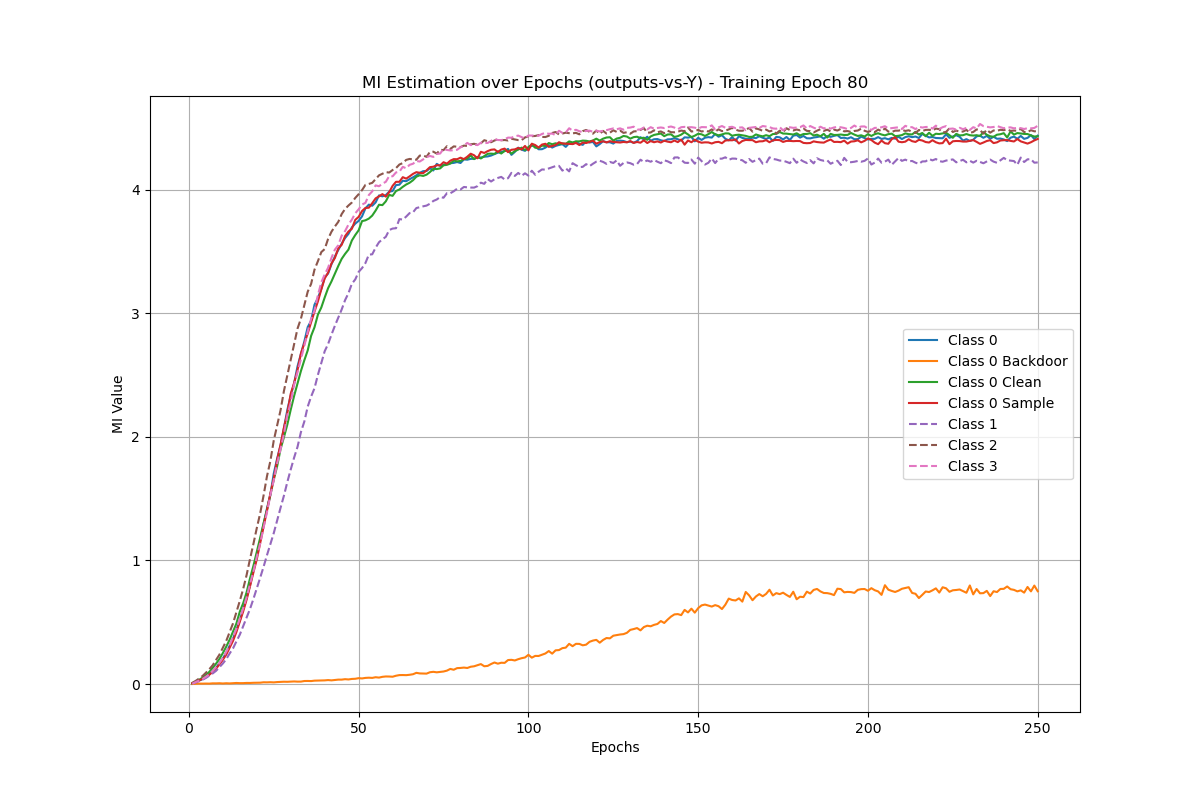 MI Estimation over Epochs (outputs-vs-Y) - Training Epoch 80
MI Value
4
3
2
1
0
0 50 100 150 200 250
Epochs
Class 0
Class 0 Backdoor
Class 0 Clean
Class 0 Sample
Class 1
Class 2
Class 3